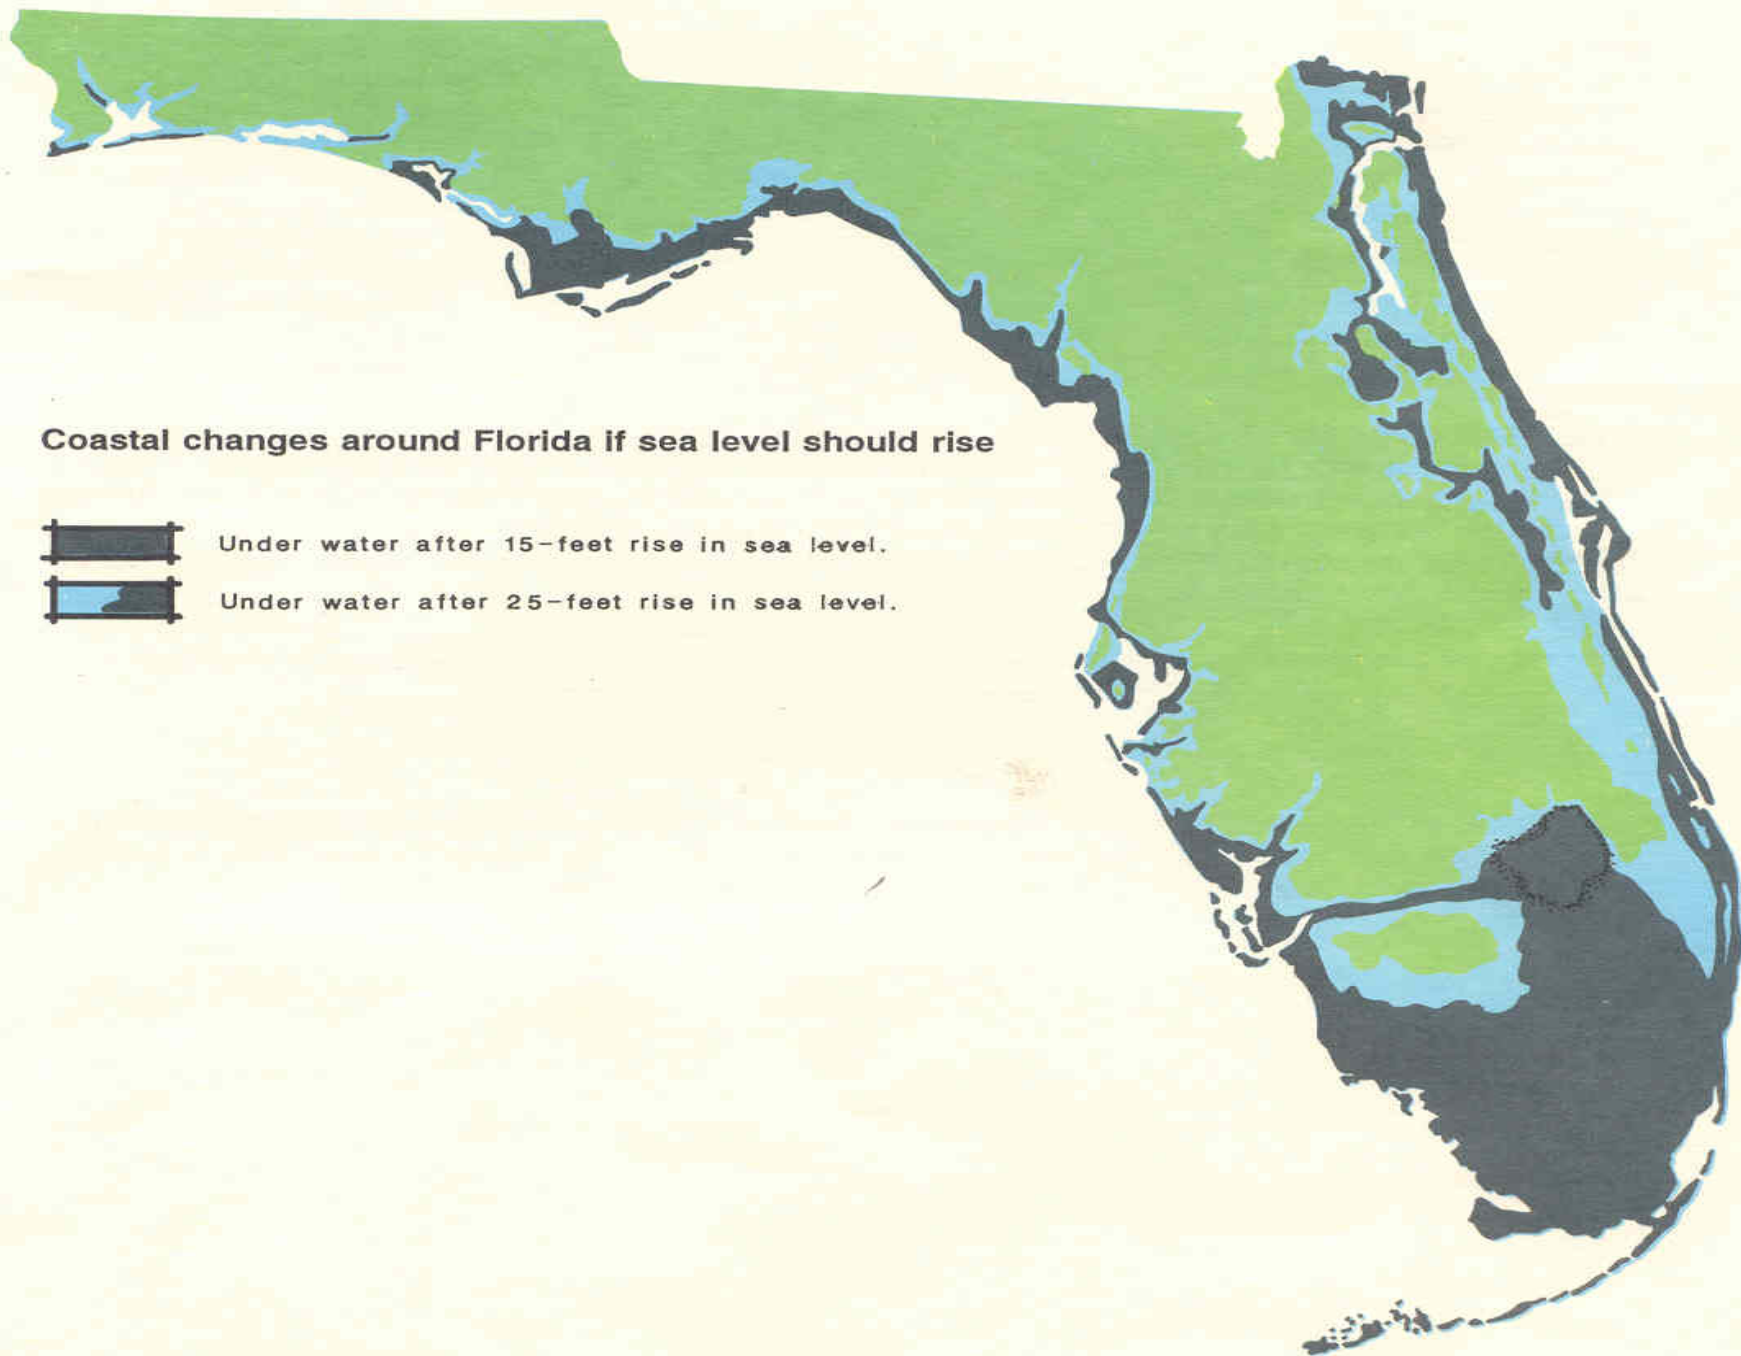 Coastal changes around Florida if sea level should rise
Under water after 15-feet rise in sea level.
Under water after 25-feet rise in sea level.